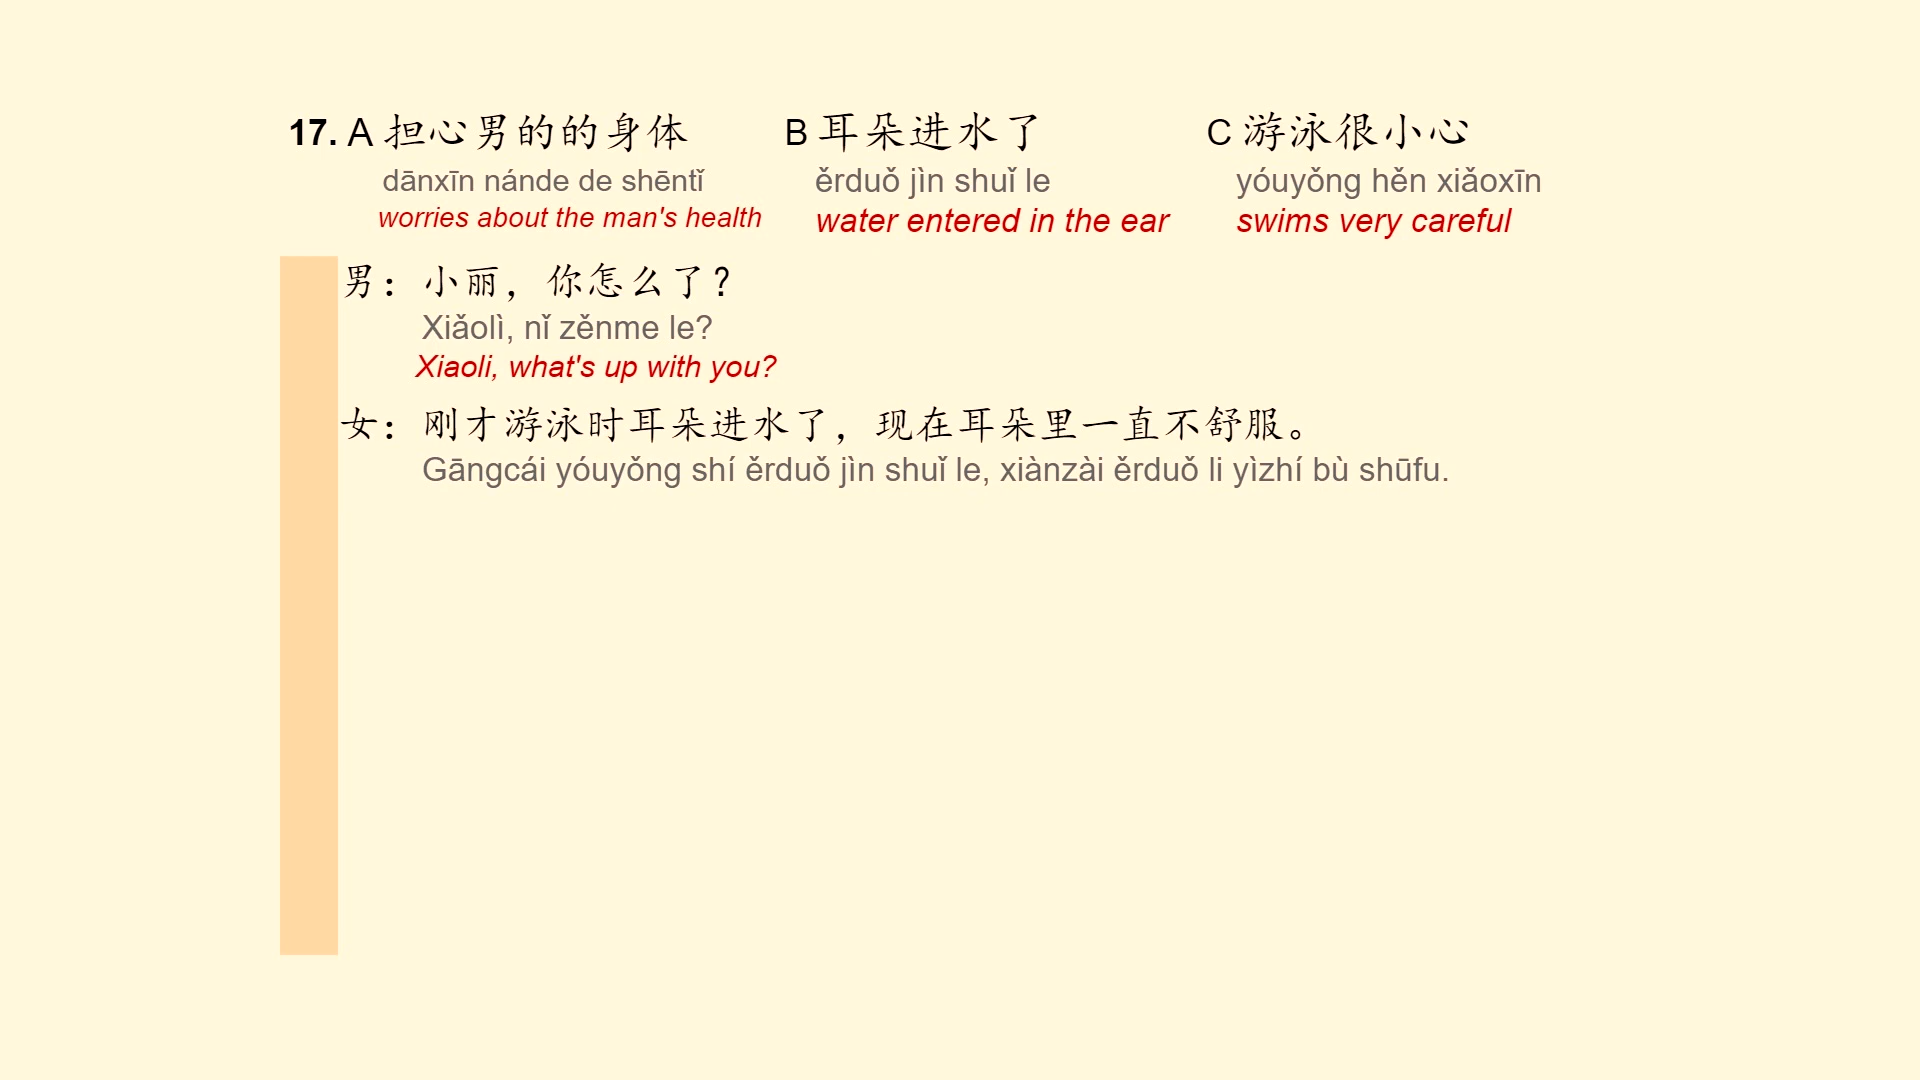 17. A 担心男的的身体 B 耳朵进水了 C 游泳很小心
dānxīn nánde de shēntǐ ěrduǒ jìn shuǐ le yóuyǒng hěn xiǎoxīn
worries about the man's health water entered in the ear swims very careful
男：小丽，你怎么了？
Xiǎolì, nǐ zěnme le?
Xiaoli, what's up with you?
女：刚才游泳时耳朵进水了，现在耳朵里一直不舒服。
Gāngcái yóuyǒng shí ěrduǒ jìn shuǐ le, xiànzài ěrduǒ li yìzhí bù shūfu.